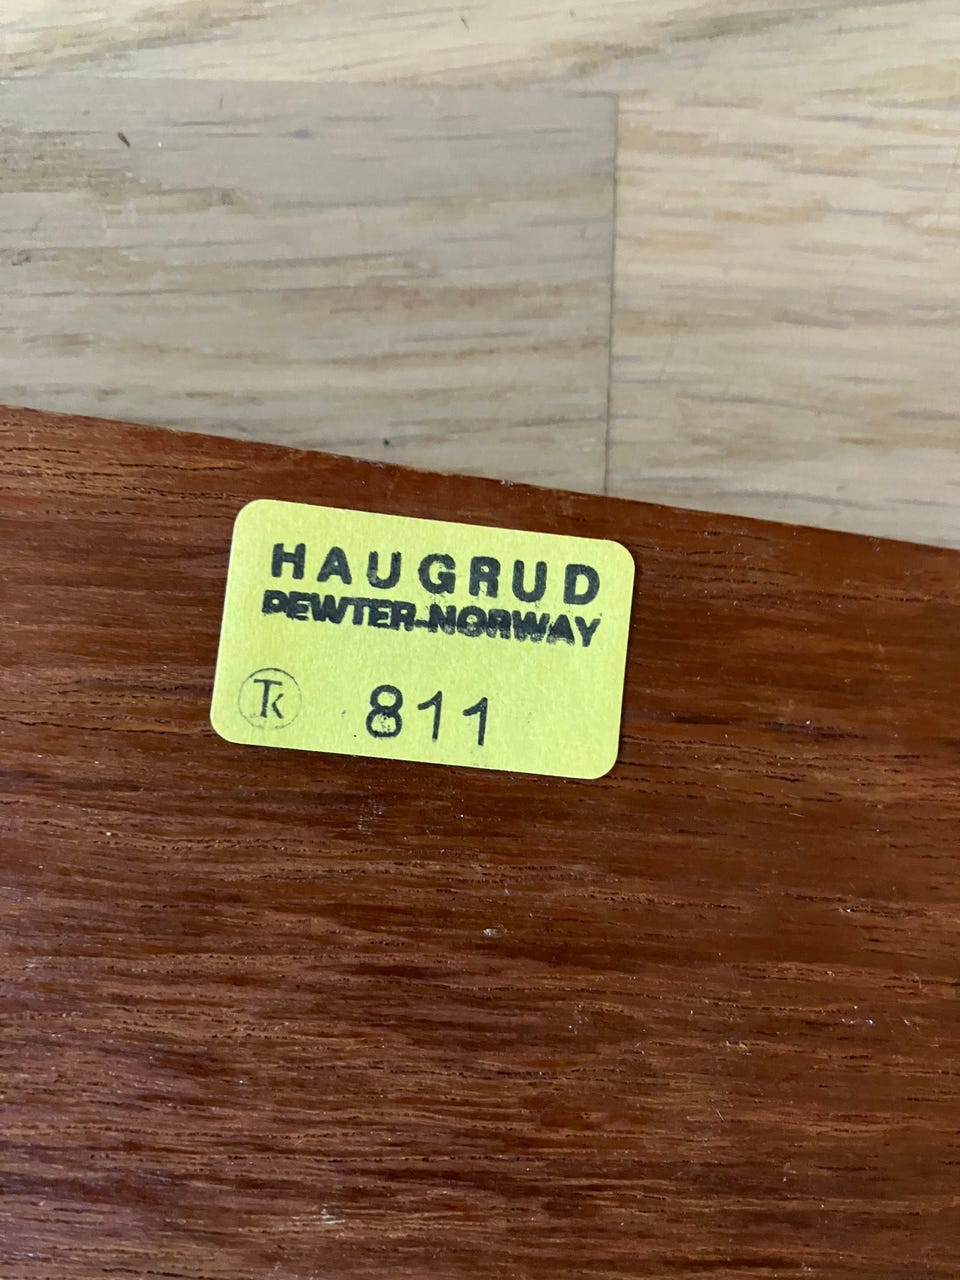 HAUGRUD
PEWTER-NORWAY
TK 811